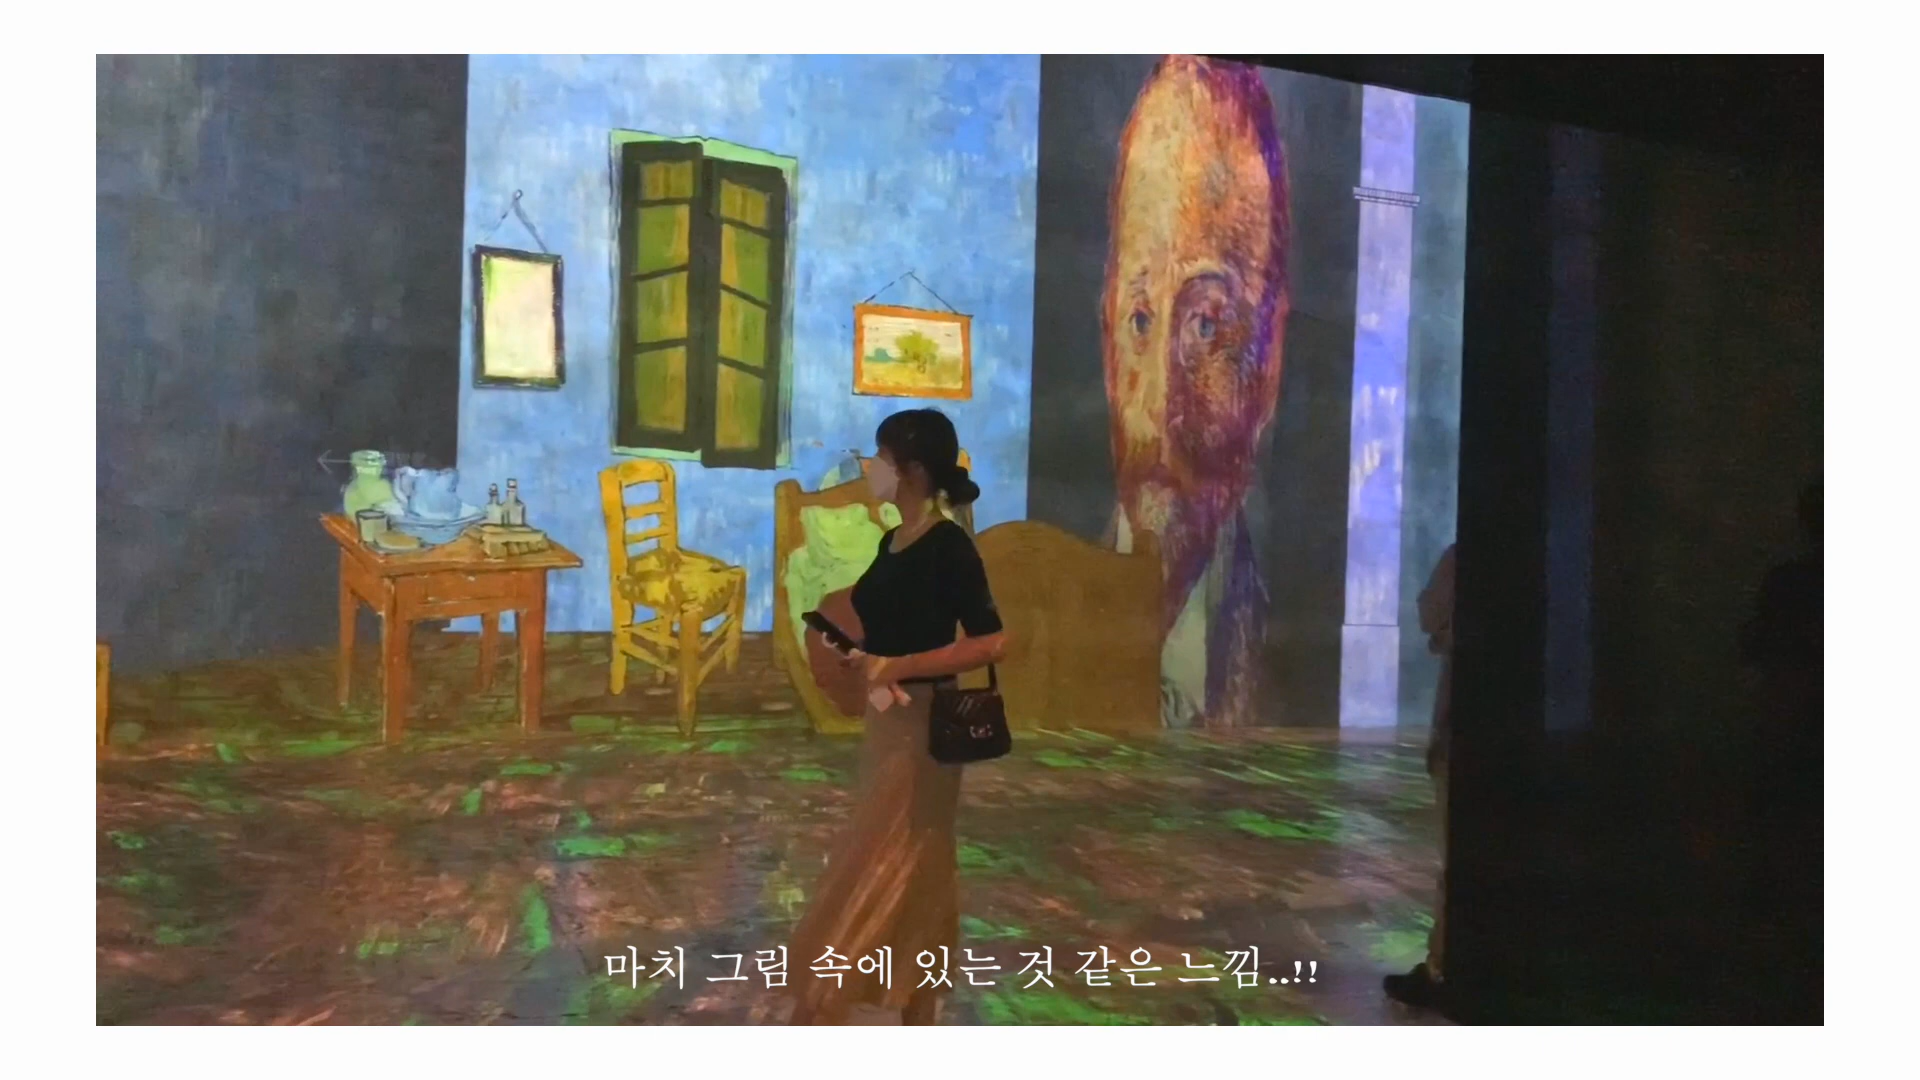 마치 그림 속에 있는 것 같은 느낌..!!